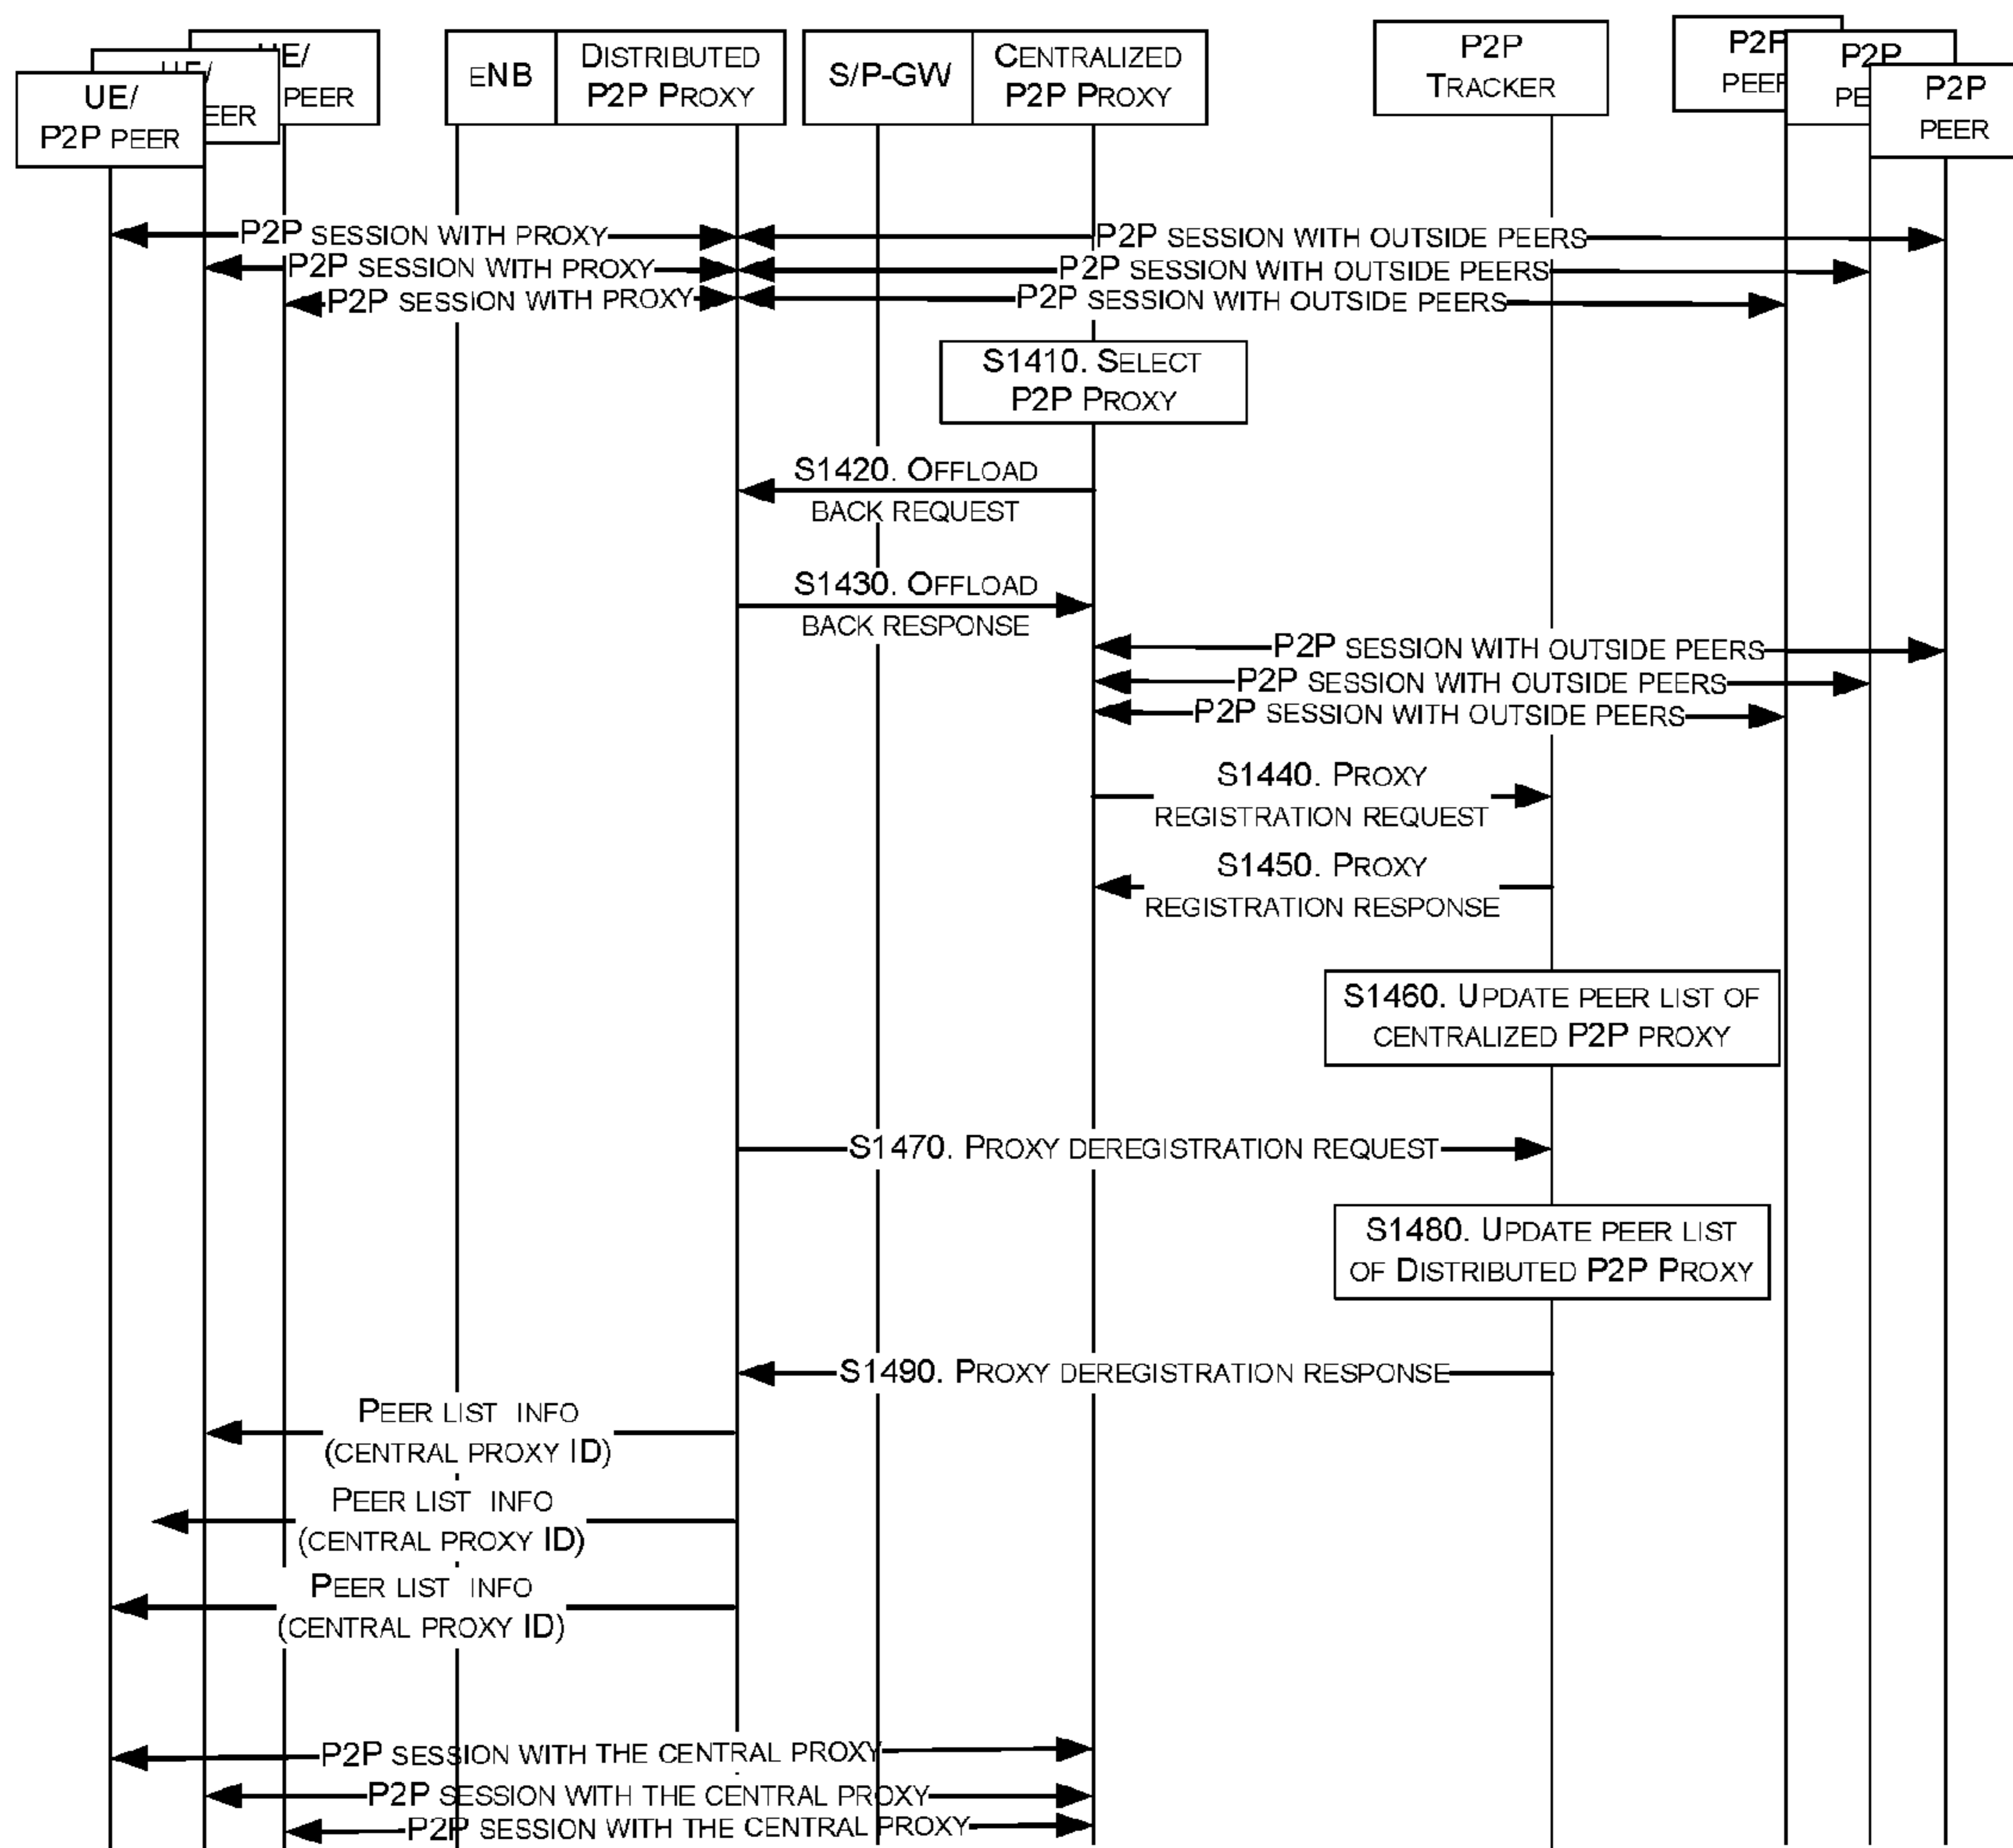 UE/
P2P PEER
UE/
EER
UE/
PEER
ENB
DISTRIBUTED
P2P PROXY
S/P-GW
CENTRALIZED
P2P PROXY
P2P
TRACKER
P2P
PEER
P2P
PE
P2P
PEER
P2P SESSION WITH PROXY
P2P SESSION WITH OUTSIDE PEERS
P2P SESSION WITH PROXY
P2P SESSION WITH OUTSIDE PEERS
P2P SESSION WITH PROXY
P2P SESSION WITH OUTSIDE PEERS
S1410. SELECT
P2P PROXY
S1420. OFFLOAD
BACK REQUEST
S1430. OFFLOAD
BACK RESPONSE
P2P SESSION WITH OUTSIDE PEERS
P2P SESSION WITH OUTSIDE PEERS
P2P SESSION WITH OUTSIDE PEERS
S1440. PROXY
REGISTRATION REQUEST
S1450. PROXY
REGISTRATION RESPONSE
S1460. UPDATE PEER LIST OF
CENTRALIZED P2P PROXY
S1470. PROXY DEREGISTRATION REQUEST
S1480. UPDATE PEER LIST
OF DISTRIBUTED P2P PROXY
S1490. PROXY DEREGISTRATION RESPONSE
PEER LIST INFO
(CENTRAL PROXY ID)
PEER LIST INFO
(CENTRAL PROXY ID)
PEER LIST INFO
(CENTRAL PROXY ID)
P2P SESSION WITH THE CENTRAL PROXY
P2P SESSION WITH THE CENTRAL PROXY
P2P SESSION WITH THE CENTRAL PROXY